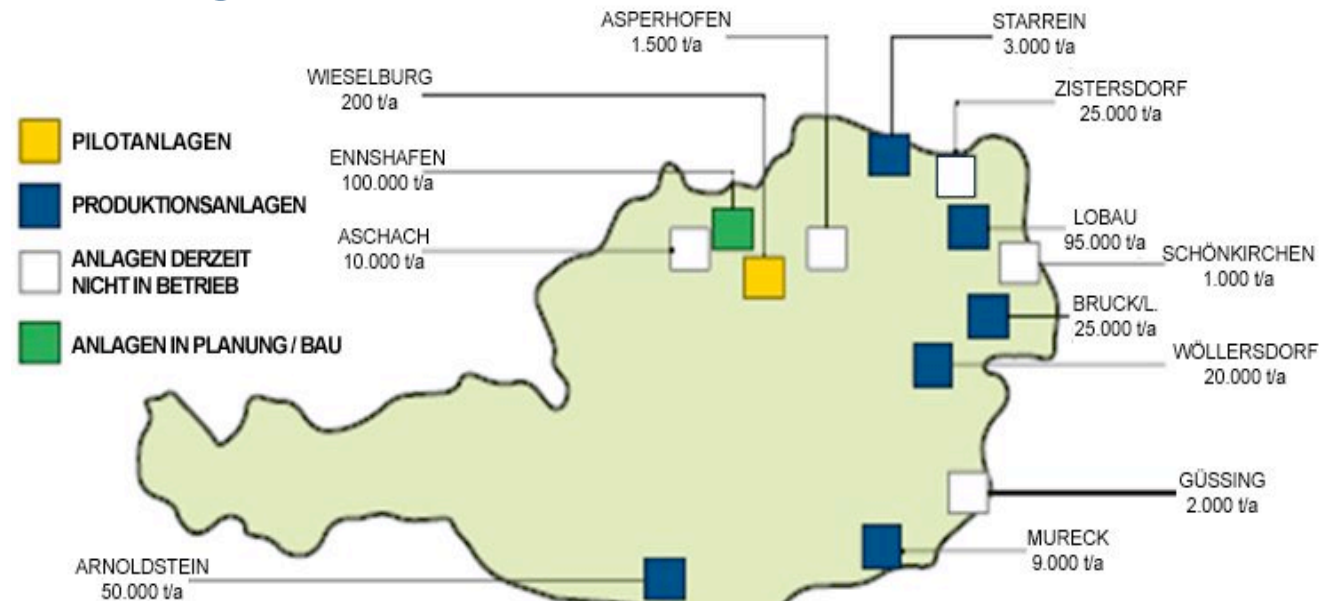 ASPERHOFEN
1.500 t/a
STARREIN
3.000 t/a
WIESELBURG
200 t/a
ZISTERSDORF
25.000 t/a
PILOTANLAGEN
ENNSHAFEN
100.000 t/a
PRODUKTIONSANLAGEN
LOBAU
95.000 t/a
ASCHACH
10.000 t/a
ANLAGEN DERZEIT
NICHT IN BETRIEB
SCHÖNKIRCHEN
1.000 t/a
BRUCK/L.
25.000 t/a
ANLAGEN IN PLANUNG / BAU
WÖLLERSDORF
20.000 t/a
GÜSSING
2.000 t/a
MURECK
9.000 t/a
ARNOLDSTEIN
50.000 t/a